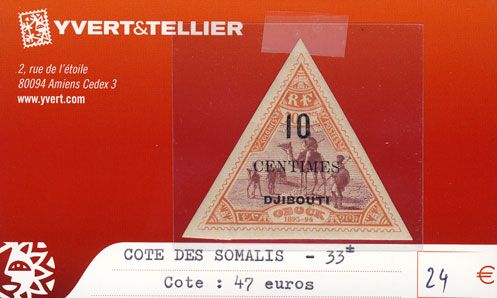 YVERT&TELLIER
2, rue de l'étoile
80094 Amiens Cedex 3
www.yvert.com
RF
10
CENTIMES
DJIBOUTI
OBOCK
1893-94
COTE DES SOMALIS - 33*
Cote : 47 euros
24 €